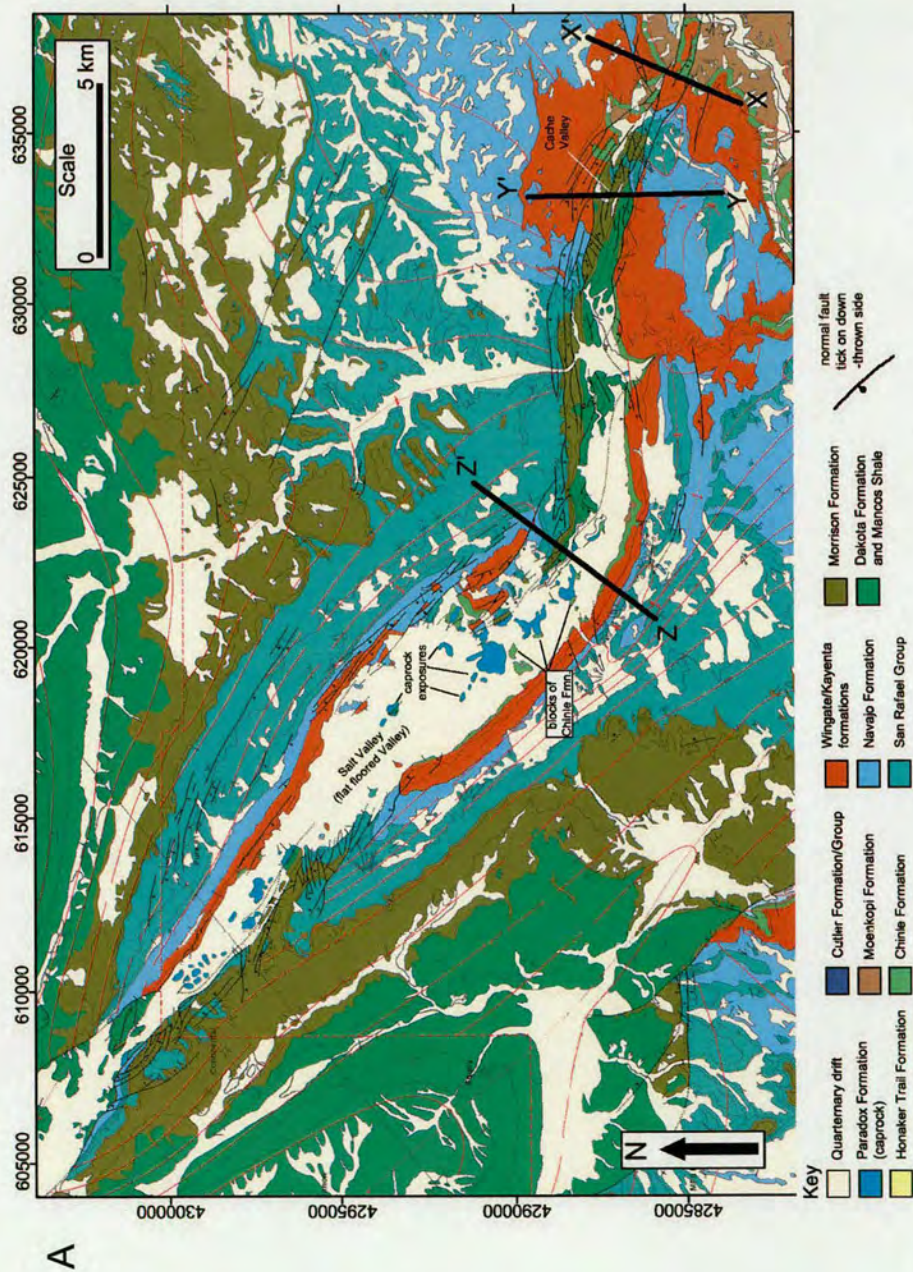 A
Scale
0 5 km
605000
610000
615000
620000
625000
630000
635000
4300000
4295000
4290000
4285000
N
Salt Valley
(flat floored Valley)
caprock
exposures
blocks of
Chinle Fmn
Cache
Valley
Z
Z'
Y
Y'
X
X'
Key
Quarternary drift
Paradox Formation
(caprock)
Honaker Trail Formation
Cutler Formation/Group
Moenkopi Formation
Chinle Formation
Wingate/Kayenta
formations
Navajo Formation
San Rafael Group
Morrison Formation
Dakota Formation
and Mancos Shale
normal fault
tick on down
-thrown side